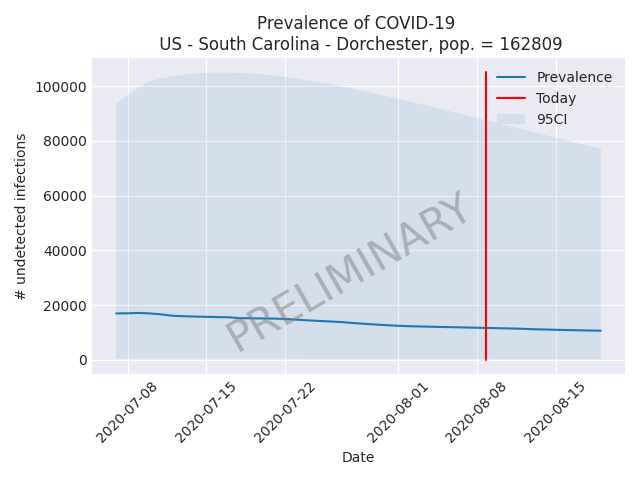 Prevalence of COVID-19
US - South Carolina - Dorchester, pop. = 162809
Prevalence
Today
95CI
100000
80000
60000
40000
20000
0
# undetected infections
PRELIMINARY
2020-07-08
2020-07-15
2020-07-22
2020-08-01
2020-08-08
2020-08-15
Date